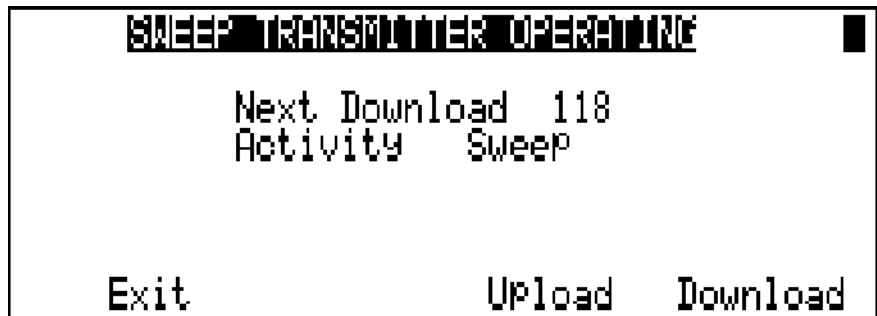 SWEEP TRANSMITTER OPERATING
Next Download 118
Activity Sweep
Exit Upload Download